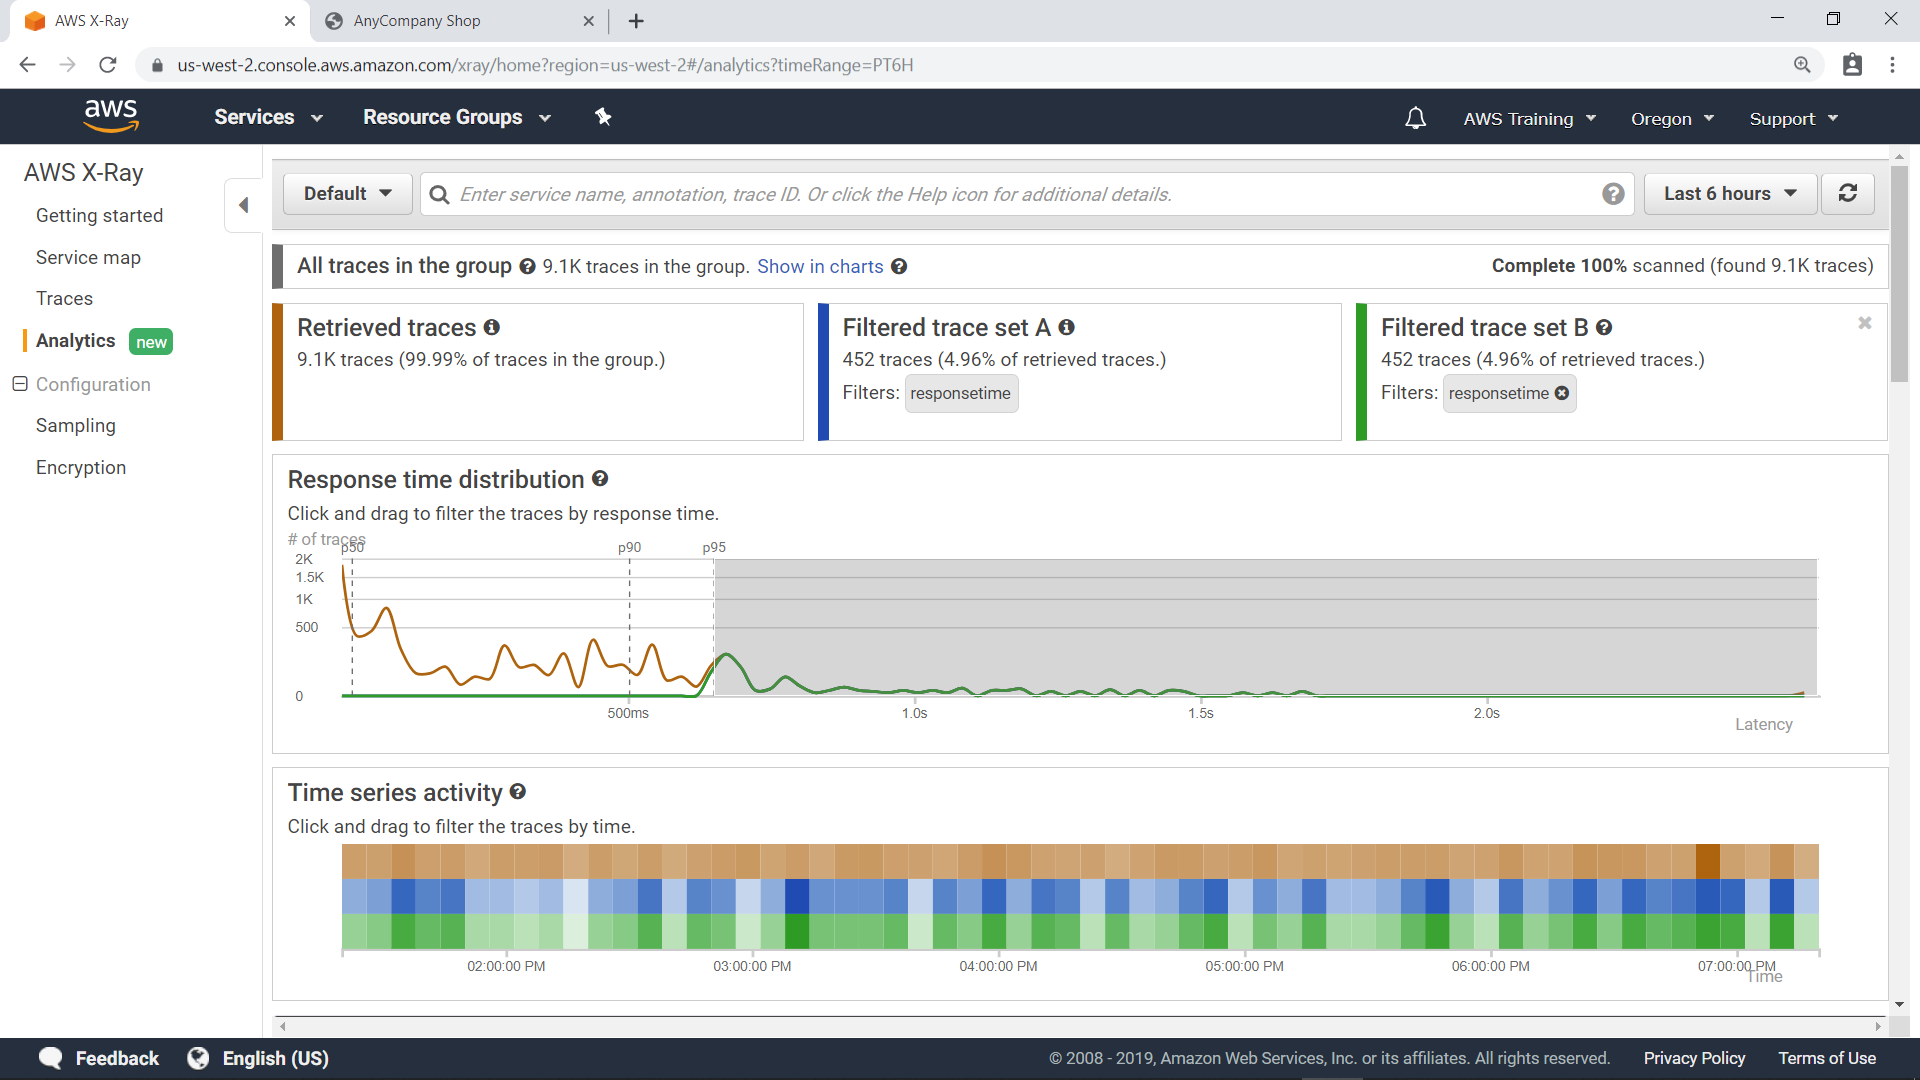 AWS X-Ray
AnyCompany Shop
us-west-2.console.aws.amazon.com/xray/home?region=us-west-2#/analytics?timeRange=PT6H
aws
Services
Resource Groups
AWS Training
Oregon
Support
AWS X-Ray
Getting started
Service map
Traces
Analytics new
Configuration
Sampling
Encryption
Default
Enter service name, annotation, trace ID. Or click the Help icon for additional details.
Last 6 hours
All traces in the group 9.1K traces in the group. Show in charts
Complete 100% scanned (found 9.1K traces)
Retrieved traces
9.1K traces (99.99% of traces in the group.)
Filtered trace set A
452 traces (4.96% of retrieved traces.)
Filters: responsetime
Filtered trace set B
452 traces (4.96% of retrieved traces.)
Filters: responsetime
Response time distribution
Click and drag to filter the traces by response time.
# of traces
p50
p90
p95
2K
1.5K
1K
500
0
500ms
1.0s
1.5s
2.0s
Latency
Time series activity
Click and drag to filter the traces by time.
02:00:00 PM
03:00:00 PM
04:00:00 PM
05:00:00 PM
06:00:00 PM
07:00:00 PM
Time
Feedback
English (US)
© 2008 - 2019, Amazon Web Services, Inc. or its affiliates. All rights reserved.
Privacy Policy
Terms of Use